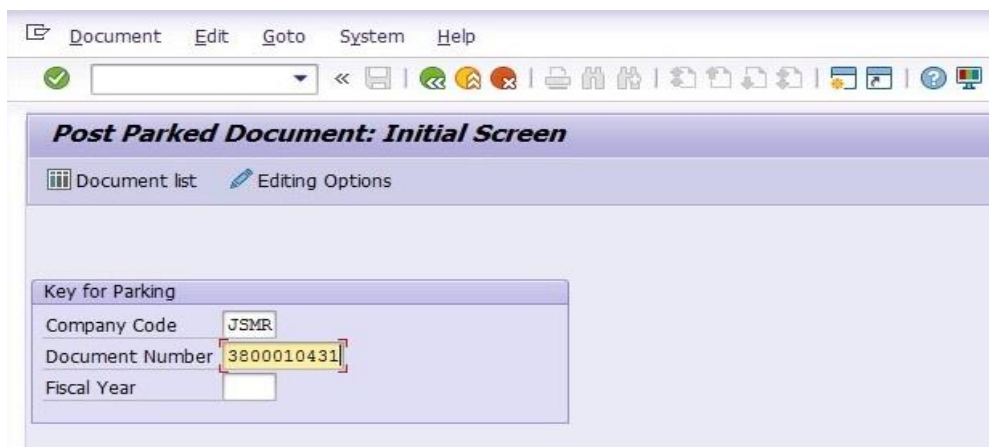 Document Edit Goto System Help
Post Parked Document: Initial Screen
Document list Editing Options
Key for Parking
Company Code JSMR
Document Number 3800010431
Fiscal Year